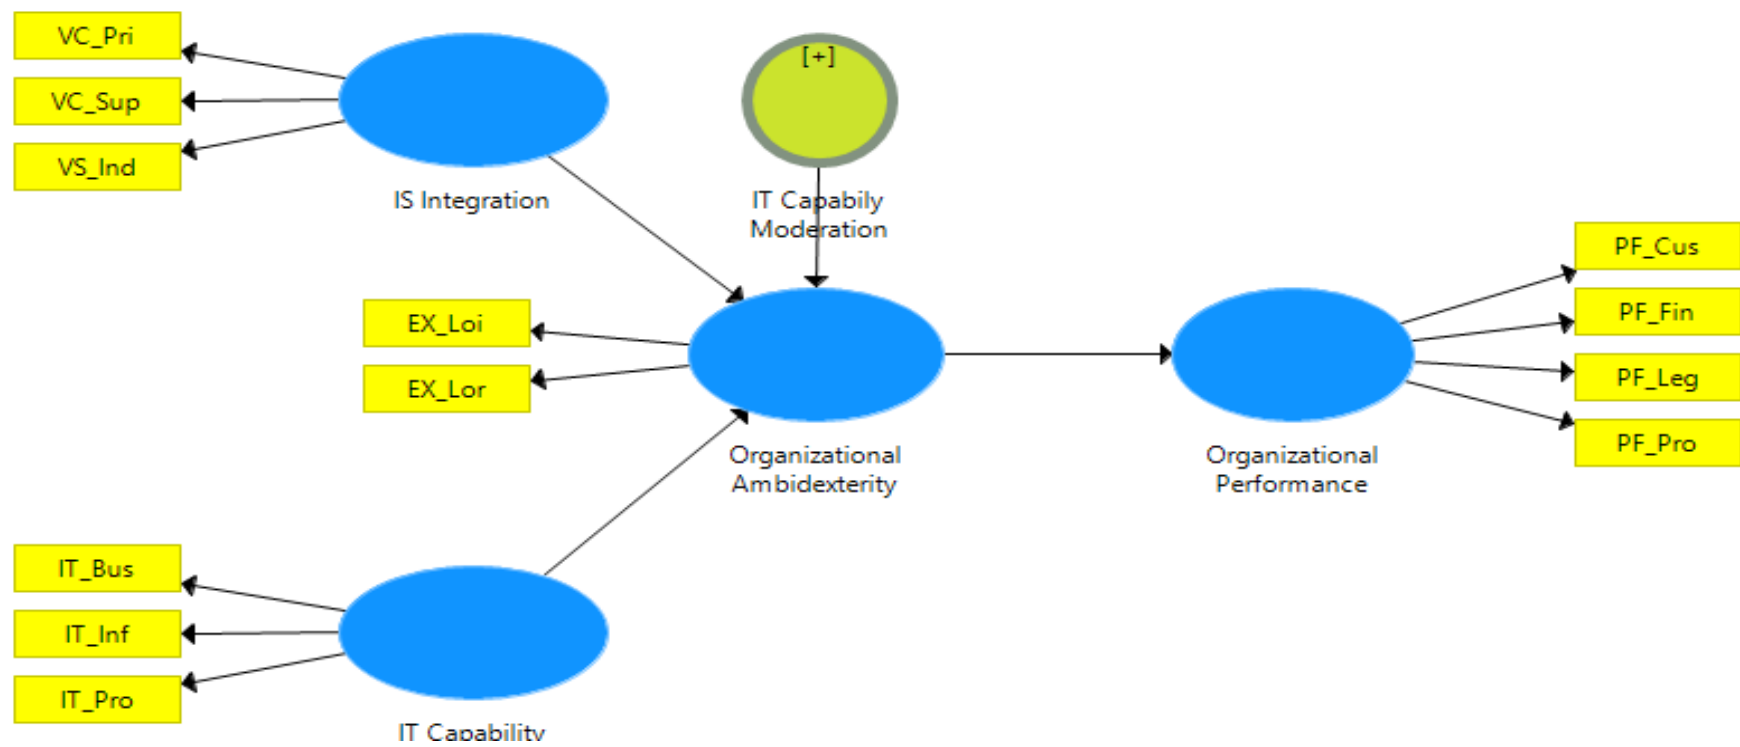 VC_Pri
VC_Sup
VS_Ind
IS Integration
[+]
IT Capabily
Moderation
EX_Loi
EX_Lor
Organizational
Ambidexterity
PF_Cus
PF_Fin
PF_Leg
PF_Pro
Organizational
Performance
IT_Bus
IT_Inf
IT_Pro
IT Capability